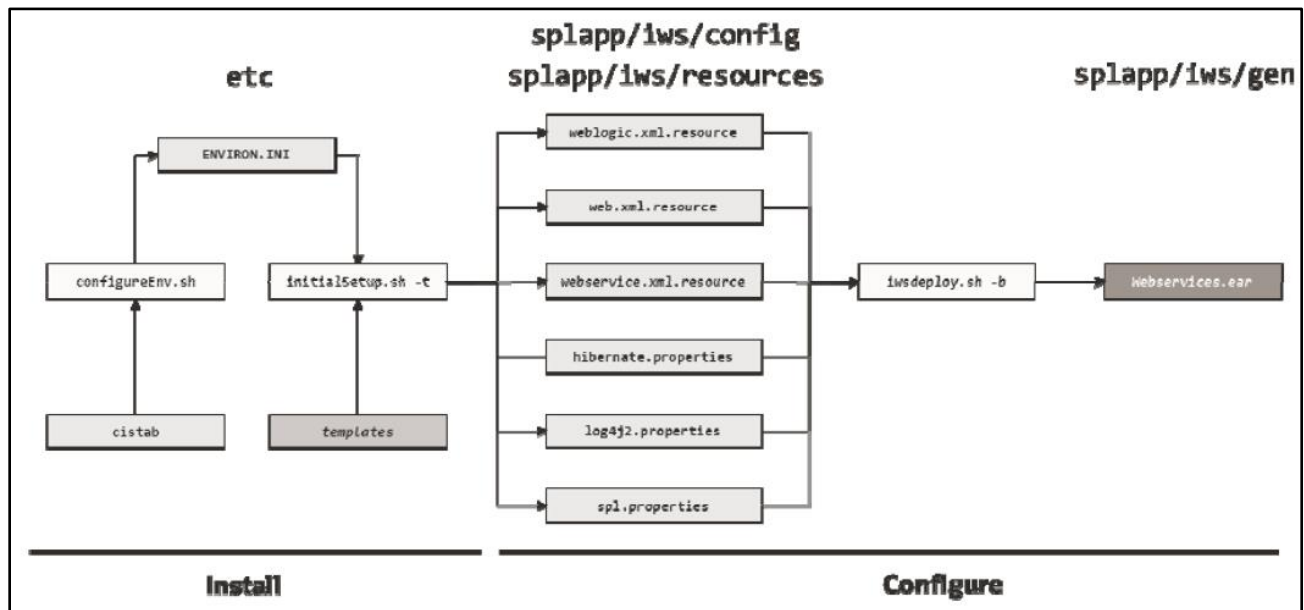 etc
splapp/iws/config
splapp/iws/resources
splapp/iws/gen
ENVIRON.INI
configureEnv.sh
initialSetup.sh -t
cistab
templates
weblogic.xml.resource
web.xml.resource
webservice.xml.resource
hibernate.properties
log4j2.properties
spl.properties
iwsdeploy.sh -b
Webservices.ear
Install
Configure